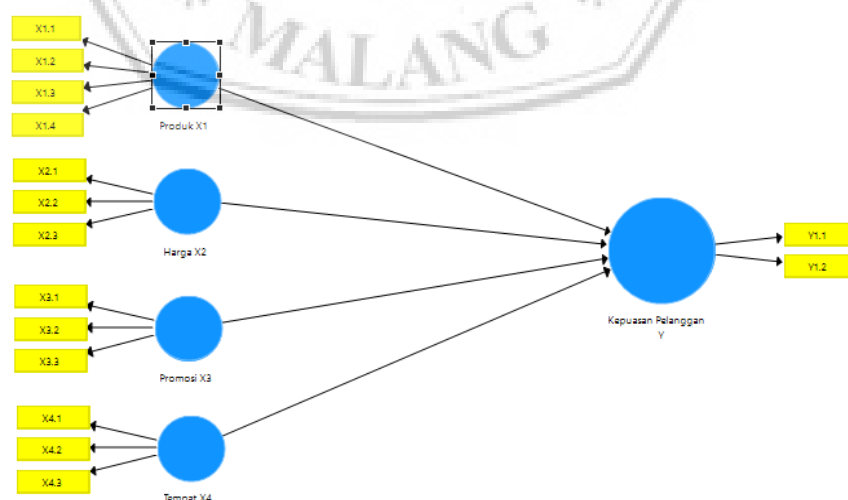 MALANG
X1.1
X1.2
X1.3
X1.4
Produk X1
X2.1
X2.2
X2.3
Harga X2
X3.1
X3.2
X3.3
Promosi X3
X4.1
X4.2
X4.3
Tempat X4
Kepuasan Pelanggan
Y
Y1.1
Y1.2